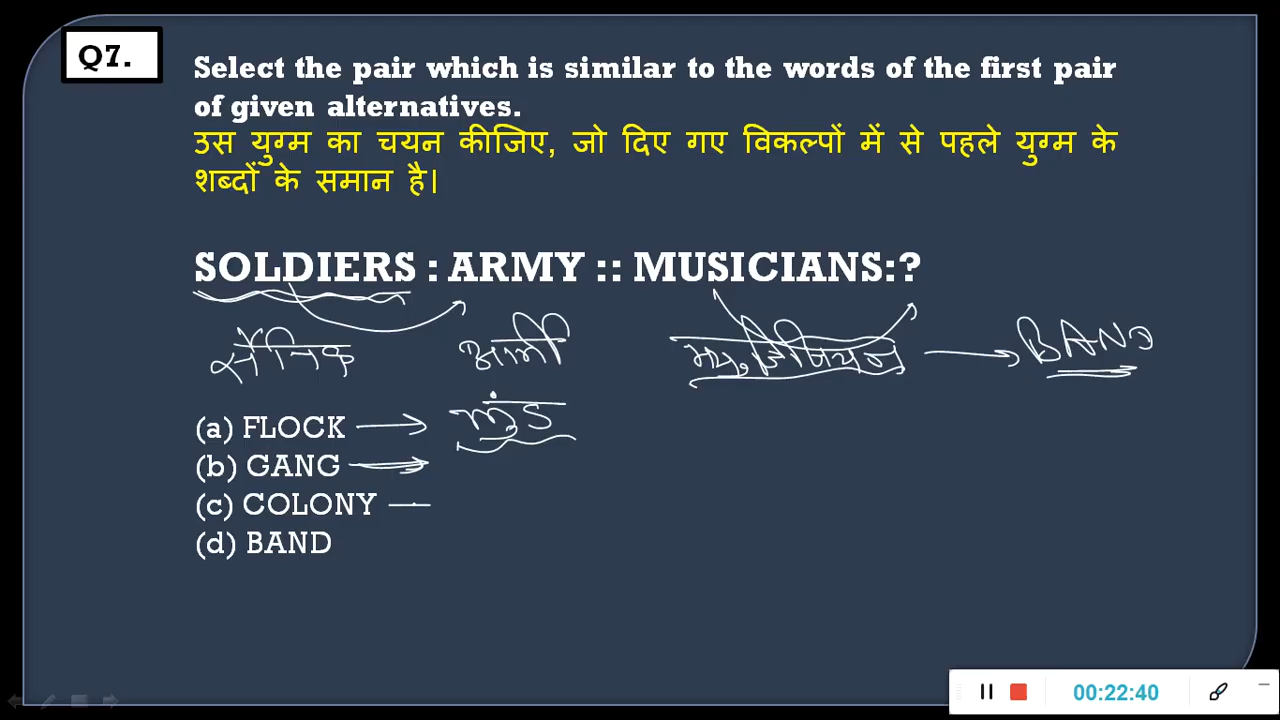 Q7.
Select the pair which is similar to the words of the first pair
of given alternatives.
उस युग्म का चयन कीजिए, जो दिए गए विकल्पों में से पहले युग्म के
शब्दों के समान है।
SOLDIERS : ARMY :: MUSICIANS:?
सैनिक आर्मी → BAND
(a) FLOCK → झुंड
(b) GANG →
(c) COLONY —
(d) BAND
00:22:40